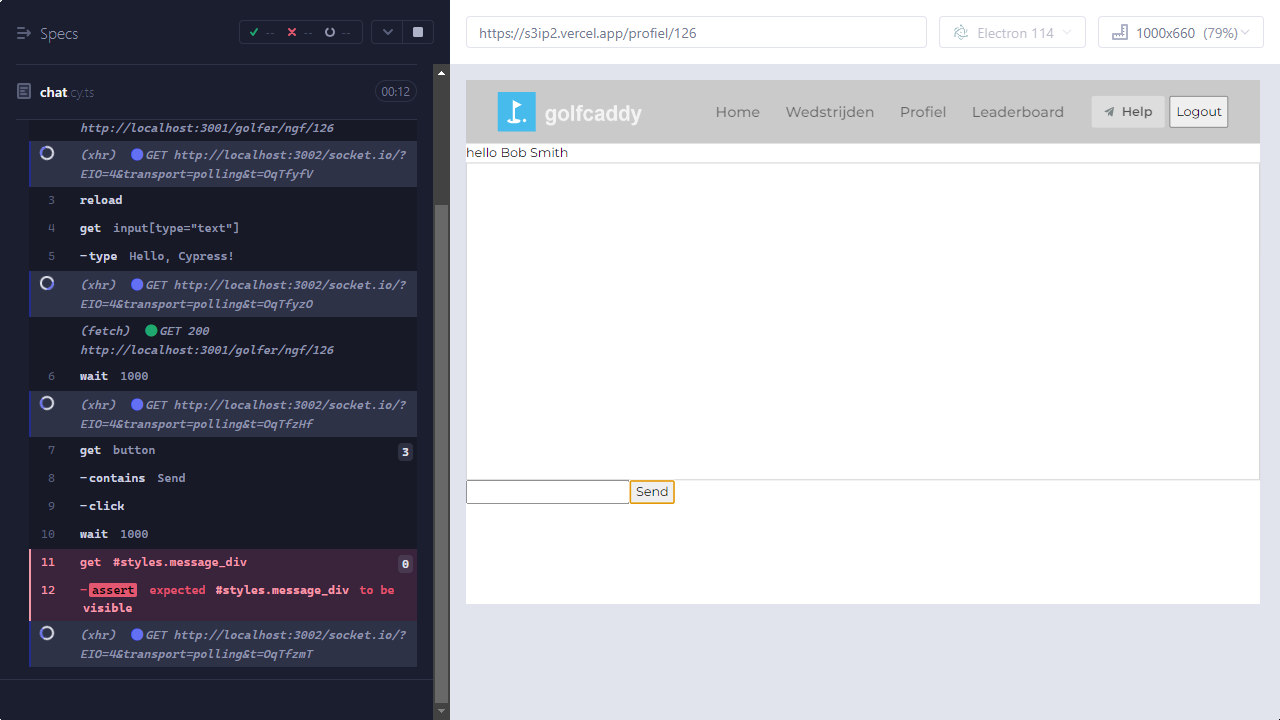 Specs
-- -- --
chat.cy.ts
00:12
http://localhost:3001/golfer/ngf/126
(xhr) GET http://localhost:3002/socket.io/?
EIO=4&transport=polling&t=OqTfyfV
3 reload
4 get input[type="text"]
5 -type Hello, Cypress!
(xhr) GET http://localhost:3002/socket.io/?
EIO=4&transport=polling&t=OqTfyzO
(fetch) GET 200
http://localhost:3001/golfer/ngf/126
6 wait 1000
(xhr) GET http://localhost:3002/socket.io/?
EIO=4&transport=polling&t=OqTfzHf
7 get button 3
8 -contains Send
9 -click
10 wait 1000
11 get #styles.message_div 0
12 -assert expected #styles.message_div to be
visible
(xhr) GET http://localhost:3002/socket.io/?
EIO=4&transport=polling&t=OqTfzmT
https://s3ip2.vercel.app/profiel/126
Electron 114
1000x660 (79%)
golfcaddy
Home Wedstrijden Profiel Leaderboard Help Logout
hello Bob Smith
Send